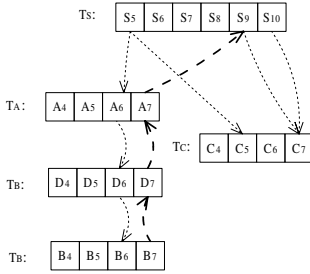 Ts: S5 S6 S7 S8 S9 S10
TA: A4 A5 A6 A7
TC: C4 C5 C6 C7
TB: D4 D5 D6 D7
TB: B4 B5 B6 B7